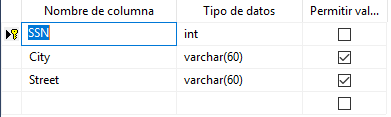 Nombre de columna Tipo de datos Permitir val...
SSN int
City varchar(60)
Street varchar(60)